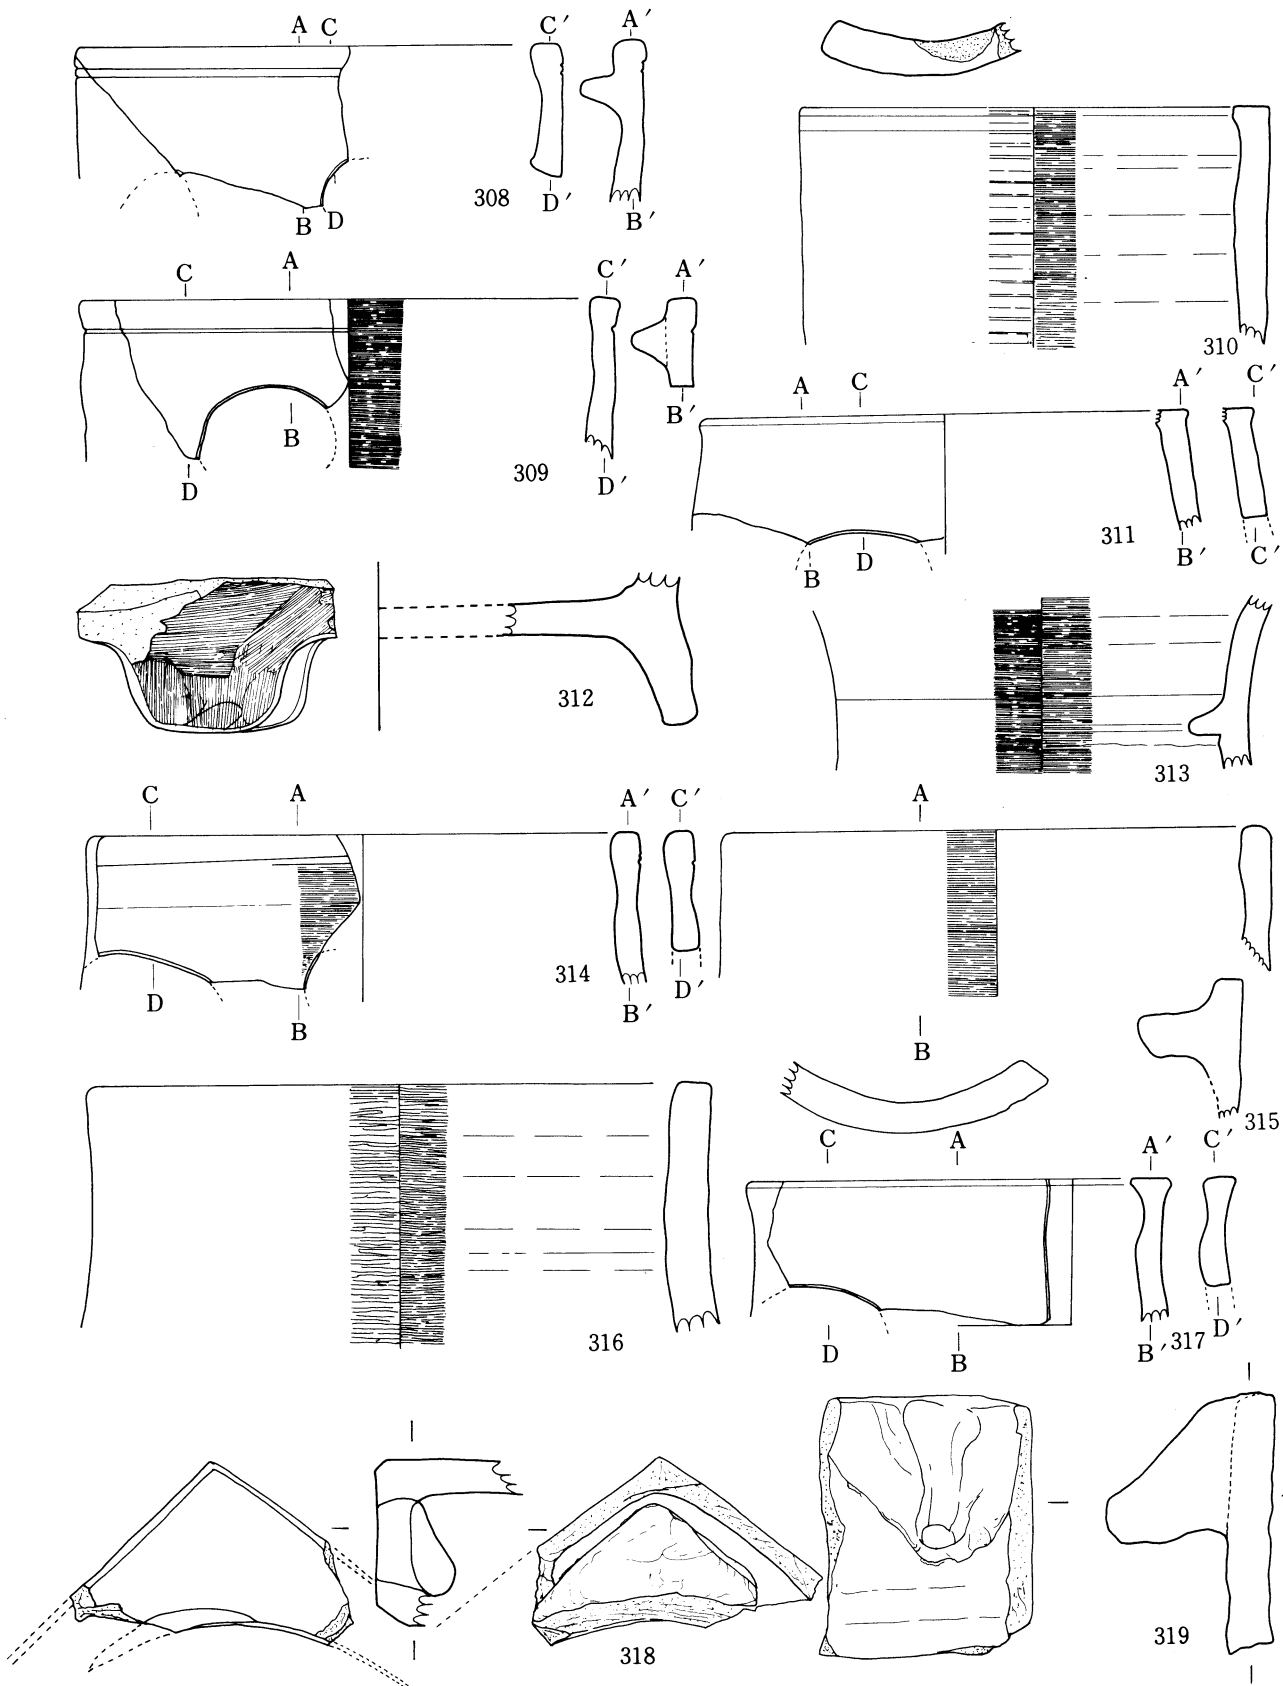 A C C′ A′
308
B D D′ B′
310
C A C′ A′
B B′
309
D D′
A C A′ C′
311
B D B′ C′
312
313
C A A′ C′ A
314
D B B′ D′
B
315
C A A′ C′
316
317
D B B′ D′
318
319